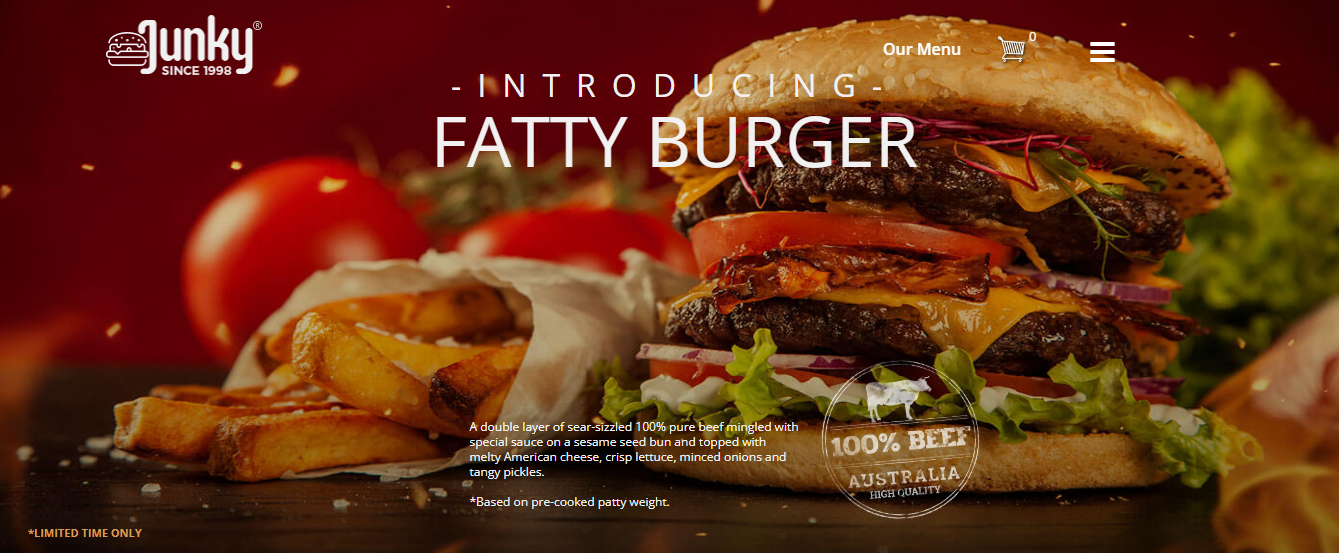 Junky®
SINCE 1998
Our Menu
0
- INTRODUCING -
FATTY BURGER
A double layer of sear-sizzled 100% pure beef mingled with
special sauce on a sesame seed bun and topped with
melty American cheese, crisp lettuce, minced onions and
tangy pickles.
*Based on pre-cooked patty weight.
100% BEEF
AUSTRALIA
HIGH QUALITY
*LIMITED TIME ONLY